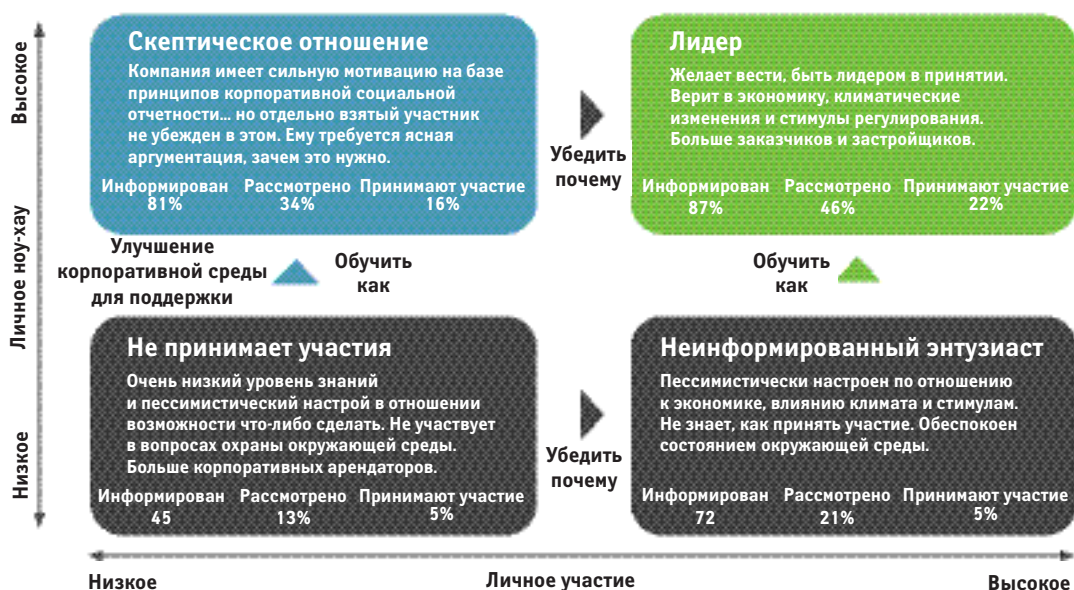 Высокое
Личное ноу-хау
Низкое
Скептическое отношение
Компания имеет сильную мотивацию на базе
принципов корпоративной социальной
отчетности... но отдельно взятый участник
не убежден в этом. Ему требуется ясная
аргументация, зачем это нужно.
Информирован Рассмотрено Принимают участие
81% 34% 16%
Убедить
почему
Лидер
Желает вести, быть лидером в принятии.
Верит в экономику, климатические
изменения и стимулы регулирования.
Больше заказчиков и застройщиков.
Информирован Рассмотрено Принимают участие
87% 46% 22%
Улучшение
корпоративной среды
для поддержки
Обучить
как
Обучить
как
Не принимает участия
Очень низкий уровень знаний
и пессимистический настрой в отношении
возможности что-либо сделать. Не участвует
в вопросах охраны окружающей среды.
Больше корпоративных арендаторов.
Информирован Рассмотрено Принимают участие
45 13% 5%
Убедить
почему
Неинформированный энтузиаст
Пессимистически настроен по отношению
к экономике, влиянию климата и стимулам.
Не знает, как принять участие. Обеспокоен
состоянием окружающей среды.
Информирован Рассмотрено Принимают участие
72 21% 5%
Низкое Личное участие Высокое